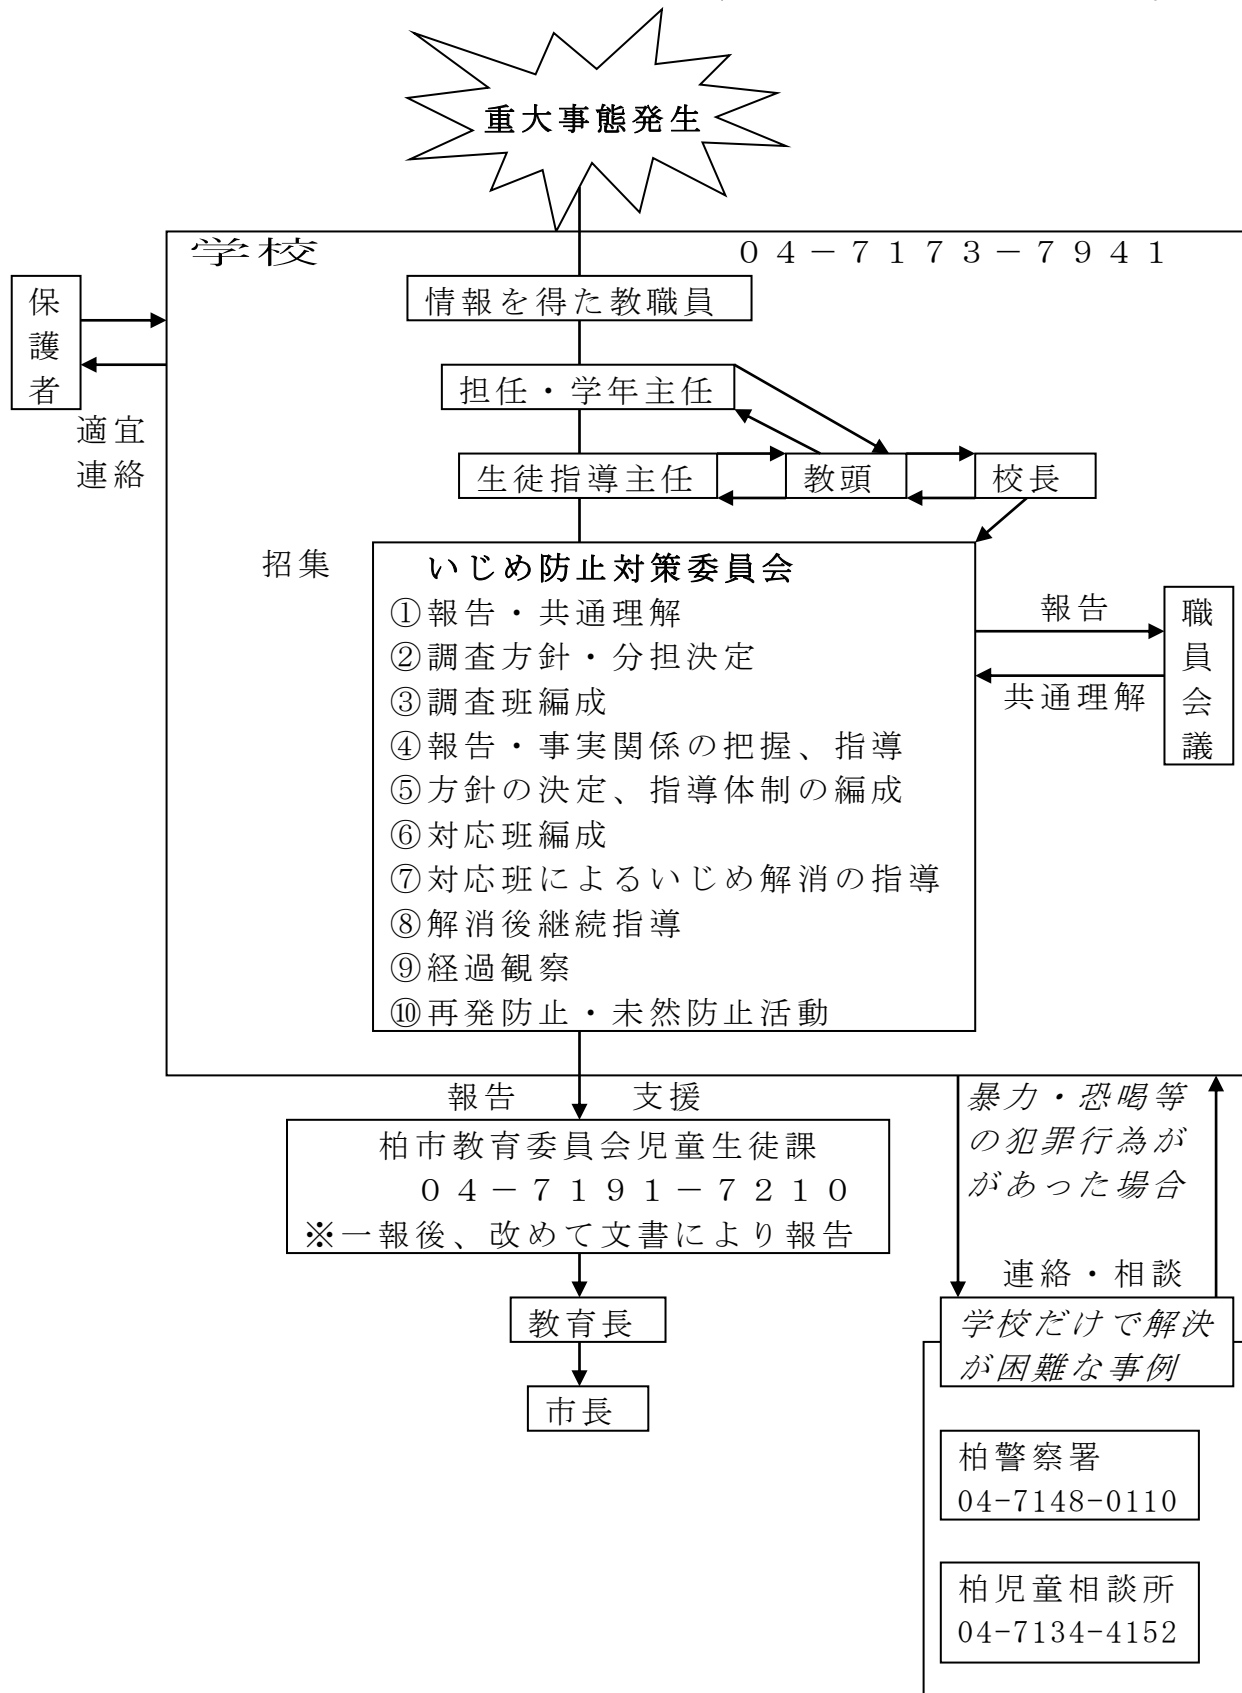 重大事態発生
学校
０４－７１７３－７９４１
保護者
適宜
連絡
情報を得た教職員
担任・学年主任
生徒指導主任
教頭
校長
招集
いじめ防止対策委員会
①報告・共通理解
②調査方針・分担決定
③調査班編成
④報告・事実関係の把握、指導
⑤方針の決定、指導体制の編成
⑥対応班編成
⑦対応班によるいじめ解消の指導
⑧解消後継続指導
⑨経過観察
⑩再発防止・未然防止活動
報告
共通理解
職員会議
報告
支援
柏市教育委員会児童生徒課
０４－７１９１－７２１０
※一報後、改めて文書により報告
教育長
市長
暴力・恐喝等
の犯罪行為が
があった場合
連絡・相談
学校だけで解決
が困難な事例
柏警察署
04-7148-0110
柏児童相談所
04-7134-4152